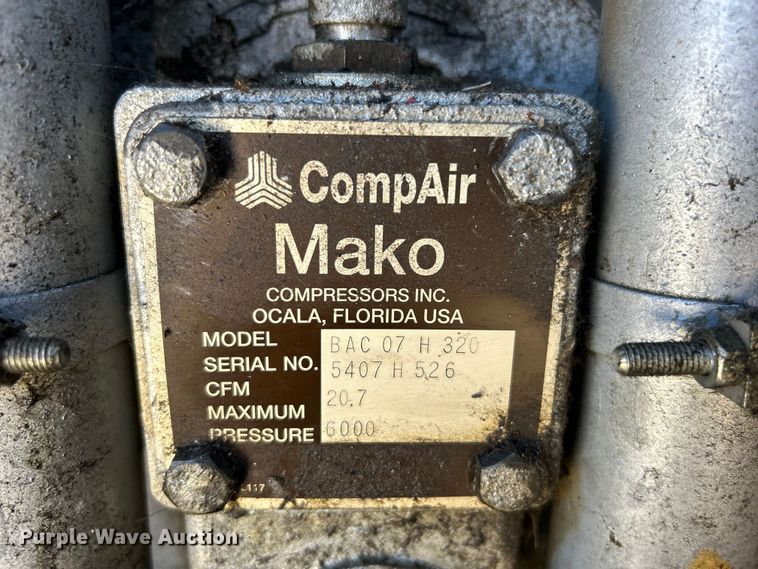 CompAir
Mako
COMPRESSORS INC.
OCALA, FLORIDA USA
MODEL BAC 07 H 320
SERIAL NO. 5407 H 526
CFM 20.7
MAXIMUM
PRESSURE 6000
117
Purple Wave Auction